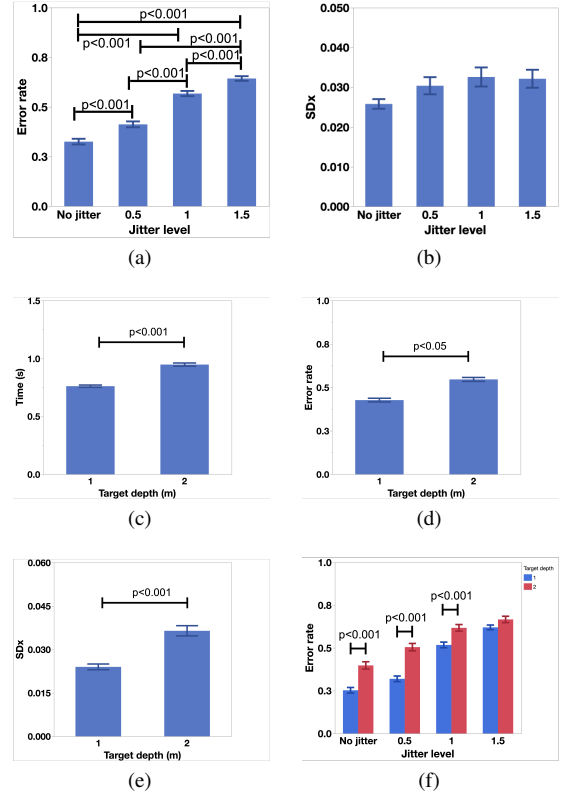 1.0
0.8
0.5
0.3
0.0
Error rate
p<0.001
p<0.001
p<0.001
p<0.001
p<0.001
p<0.001
No jitter 0.5 1 1.5
Jitter level
(a)
0.050
0.040
0.030
0.020
0.010
0.000
SDx
No jitter 0.5 1 1.5
Jitter level
(b)
1.5
1.0
0.5
0.0
Time (s)
p<0.001
1 2
Target depth (m)
(c)
1.0
0.8
0.5
0.3
0.0
Error rate
p<0.05
1 2
Target depth (m)
(d)
0.060
0.045
0.030
0.015
0.000
SDx
p<0.001
1 2
Target depth (m)
(e)
1.0
0.8
0.5
0.3
0.0
Error rate
p<0.001
p<0.001
p<0.001
Target depth
1
2
No jitter 0.5 1 1.5
Jitter level
(f)